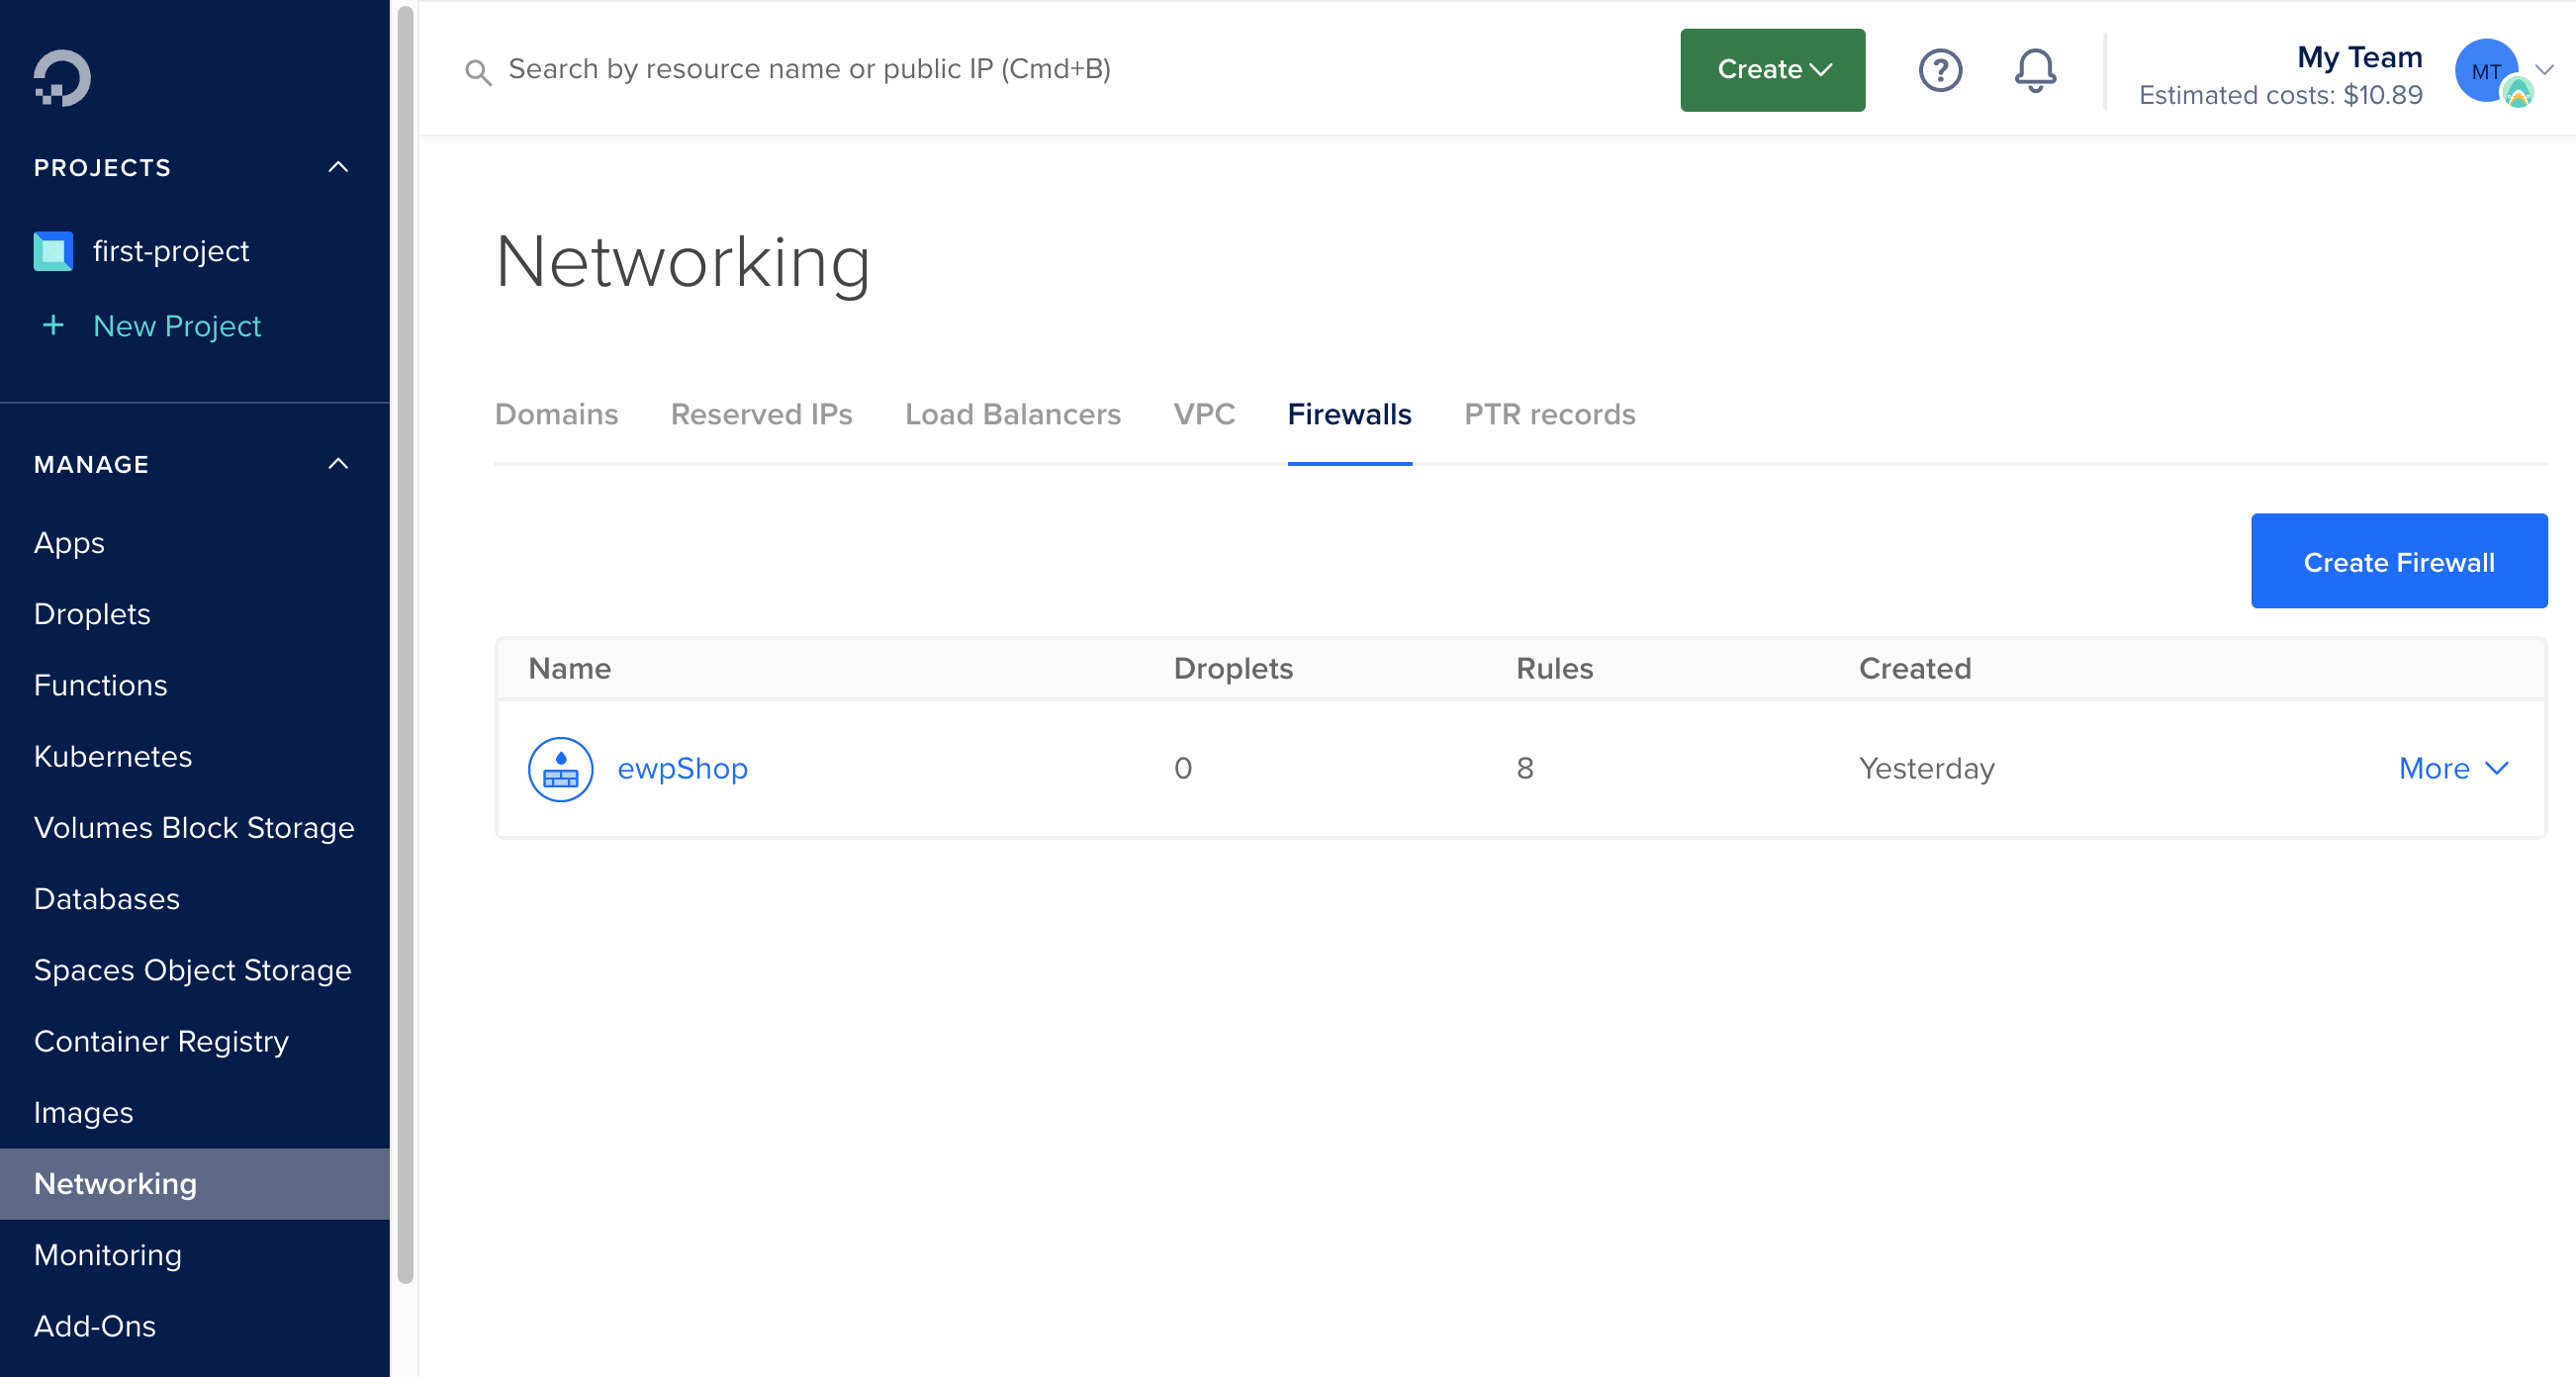 Search by resource name or public IP (Cmd+B)
Create
?
My Team
Estimated costs: $10.89
MT
PROJECTS
first-project
+ New Project
MANAGE
Apps
Droplets
Functions
Kubernetes
Volumes Block Storage
Databases
Spaces Object Storage
Container Registry
Images
Networking
Monitoring
Add-Ons
Networking
Domains Reserved IPs Load Balancers VPC Firewalls PTR records
Create Firewall
Name Droplets Rules Created
ewpShop 0 8 Yesterday More